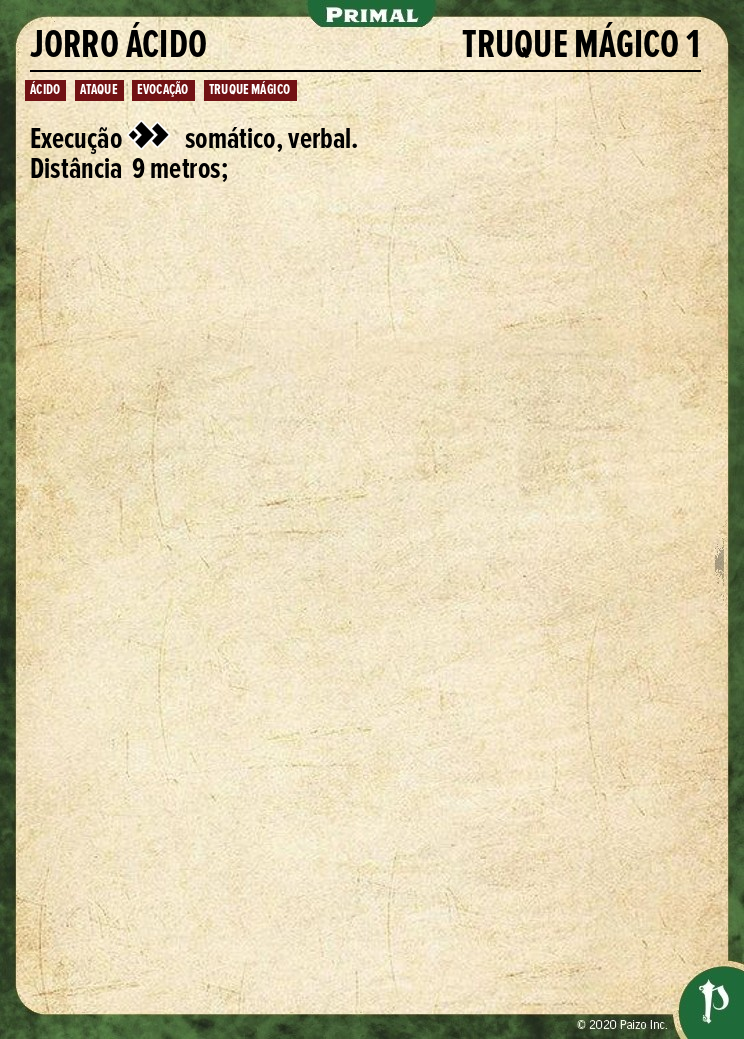 PRIMAL
JORRO ÁCIDO TRUQUE MÁGICO 1
ÁCIDO ATAQUE EVOCAÇÃO TRUQUE MÁGICO
Execução somático, verbal.
Distância 9 metros;
© 2020 Paizo Inc.
P